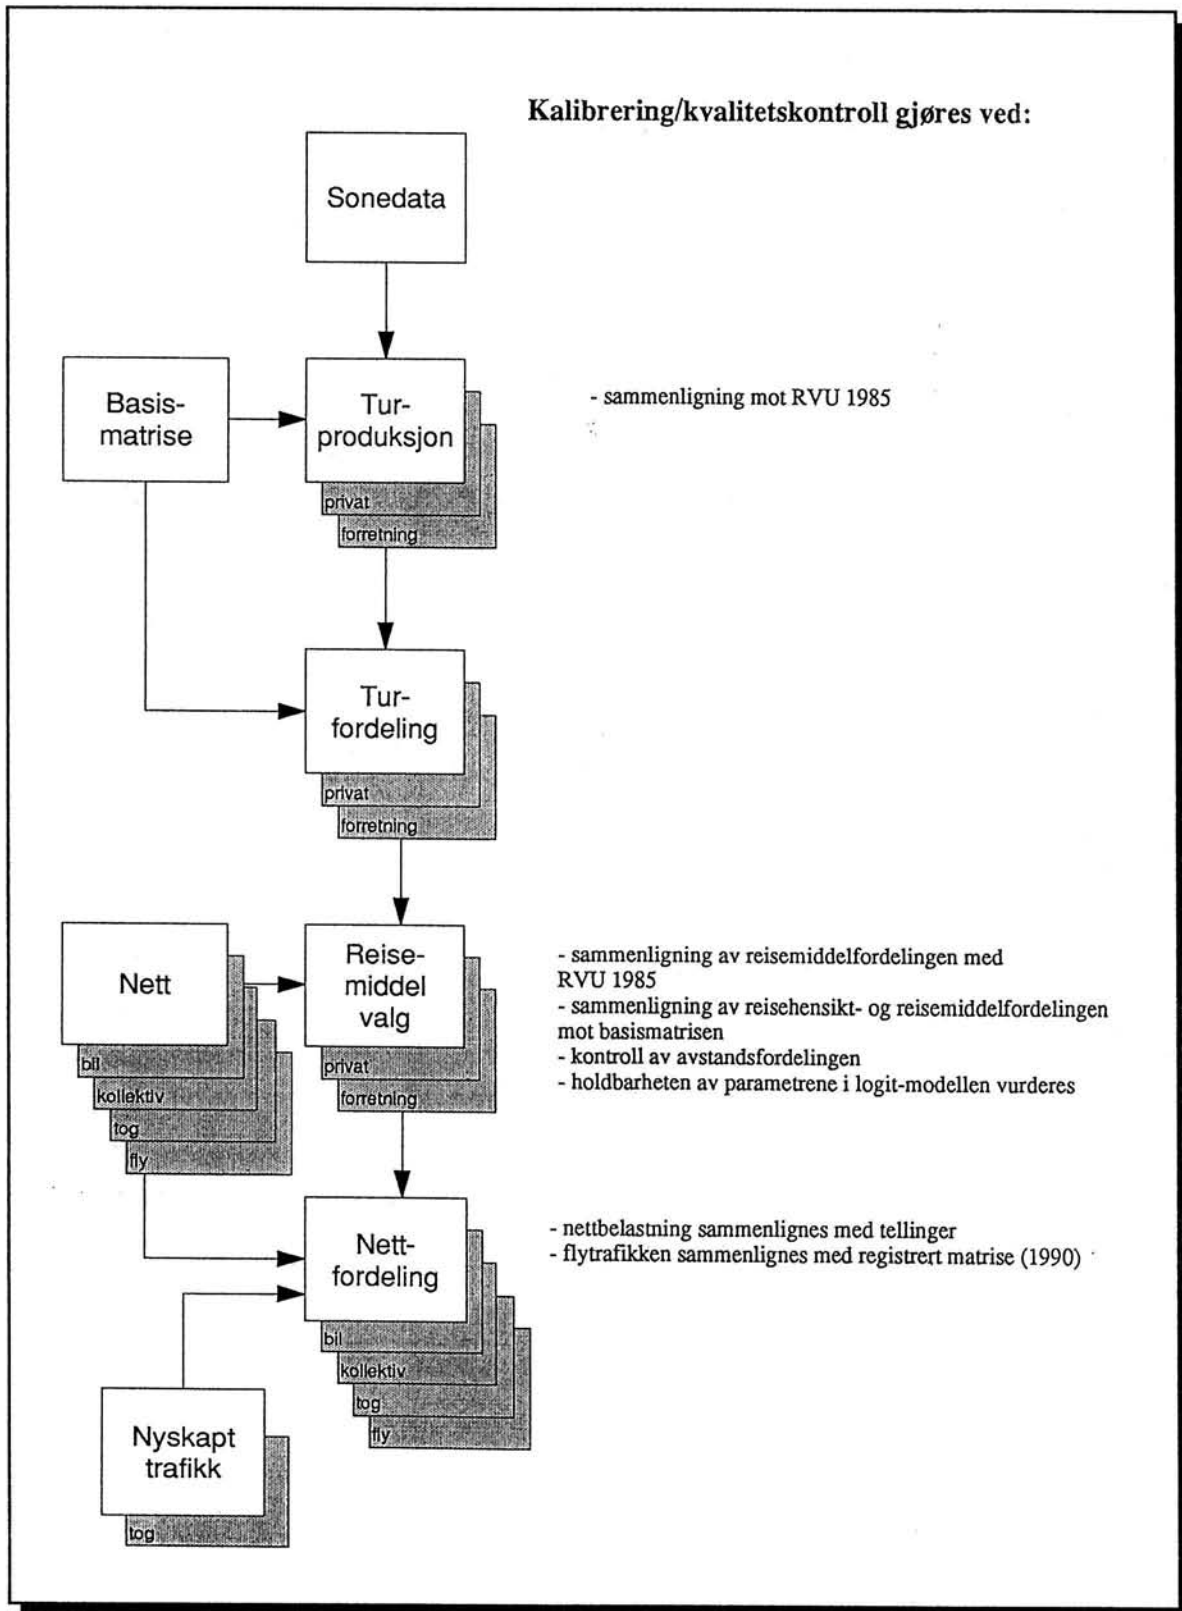 Kalibrering/kvalitetskontroll gjøres ved:
Sonedata
Basis-
matrise
Tur-
produksjon
privat
forretning
- sammenligning mot RVU 1985
Tur-
fordeling
privat
forretning
Nett
bil
kollektiv
tog
fly
Reise-
middel
valg
privat
forretning
- sammenligning av reisemiddelfordelingen med
RVU 1985
- sammenligning av reisehensikt- og reisemiddelfordelingen
mot basismatrisen
- kontroll av avstandsfordelingen
- holdbarheten av parametrene i logit-modellen vurderes
Nett-
fordeling
bil
kollektiv
tog
fly
- nettbelastning sammenlignes med tellinger
- flytrafikken sammenlignes med registrert matrise (1990)
Nyskapt
trafikk
tog